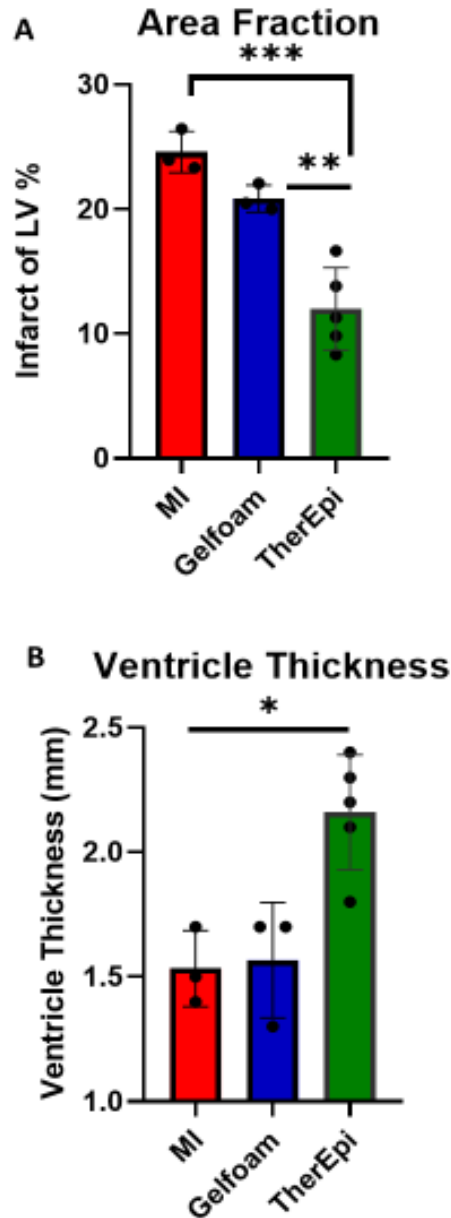 A
Area Fraction
***
**
30
20
10
0
Infarct of LV %
MI
Gelfoam
TherEpi
B
Ventricle Thickness
*
2.5
2.0
1.5
1.0
Ventricle Thickness (mm)
MI
Gelfoam
TherEpi